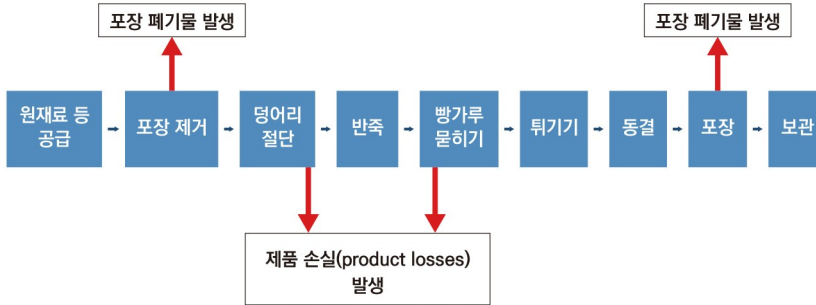 포장 폐기물 발생
포장 폐기물 발생
원재료 등
공급
포장 제거
덩어리
절단
반죽
빵가루
묻히기
튀기기
동결
포장
보관
제품 손실(product losses)
발생